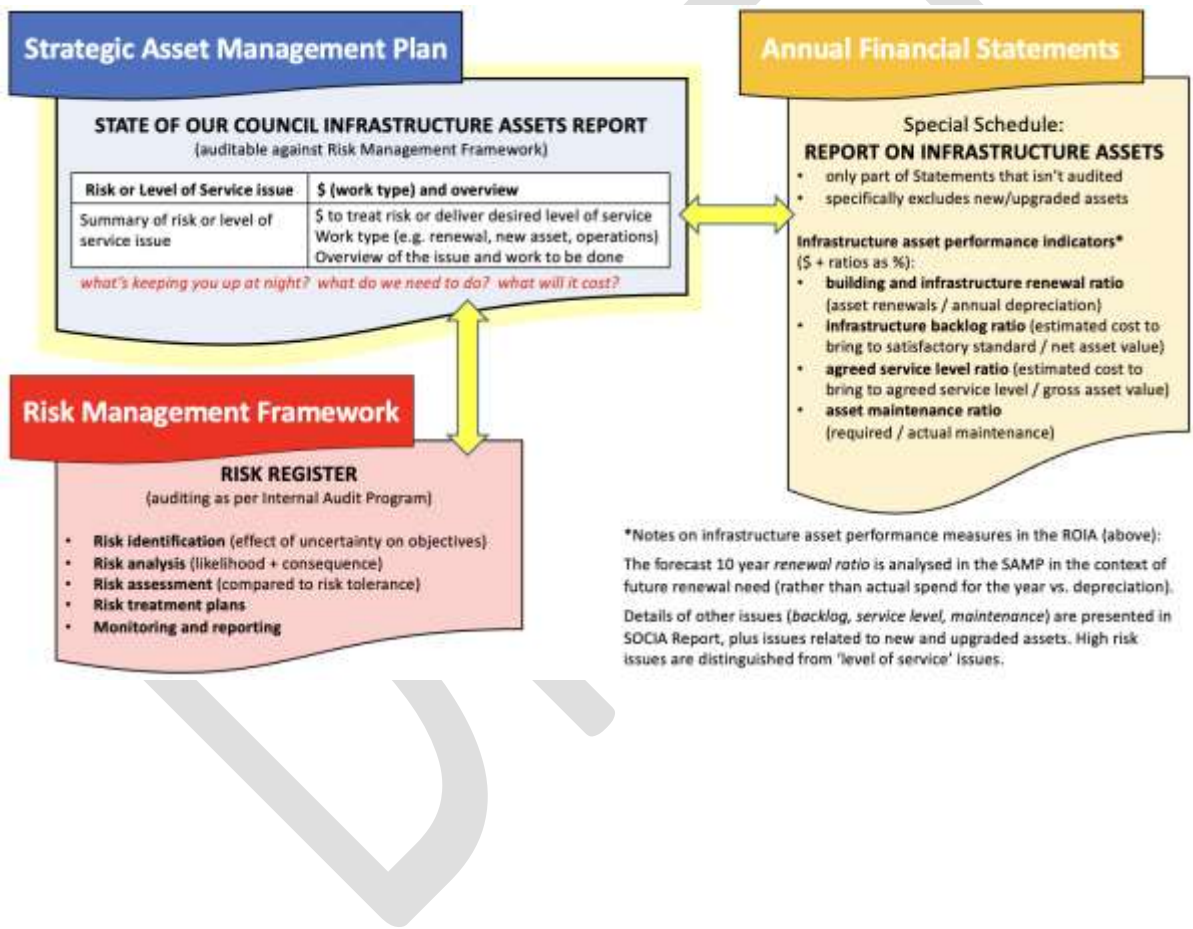 Strategic Asset Management Plan
STATE OF OUR COUNCIL INFRASTRUCTURE ASSETS REPORT
(auditable against Risk Management Framework)
Risk or Level of Service issue
$ (work type) and overview
Summary of risk or level of
service issue
$ to treat risk or deliver desired level of service
Work type (e.g. renewal, new asset, operations)
Overview of the issue and work to be done
what's keeping you up at night? what do we need to do? what will it cost?
Annual Financial Statements
Special Schedule:
REPORT ON INFRASTRUCTURE ASSETS
• only part of Statements that isn't audited
• specifically excludes new/upgraded assets
Infrastructure asset performance indicators*
($ + ratios as %):
• building and infrastructure renewal ratio
(asset renewals / annual depreciation)
• infrastructure backlog ratio (estimated cost to
bring to satisfactory standard / net asset value)
• agreed service level ratio (estimated cost to
bring to agreed service level / gross asset value)
• asset maintenance ratio
(required / actual maintenance)
Risk Management Framework
RISK REGISTER
(auditing as per Internal Audit Program)
• Risk identification (effect of uncertainty on objectives)
• Risk analysis (likelihood + consequence)
• Risk assessment (compared to risk tolerance)
• Risk treatment plans
• Monitoring and reporting
*Notes on infrastructure asset performance measures in the ROIA (above):
The forecast 10 year renewal ratio is analysed in the SAMP in the context of
future renewal need (rather than actual spend for the year vs. depreciation).
Details of other issues (backlog, service level, maintenance) are presented in
SOCIA Report, plus issues related to new and upgraded assets. High risk
issues are distinguished from 'level of service' issues.